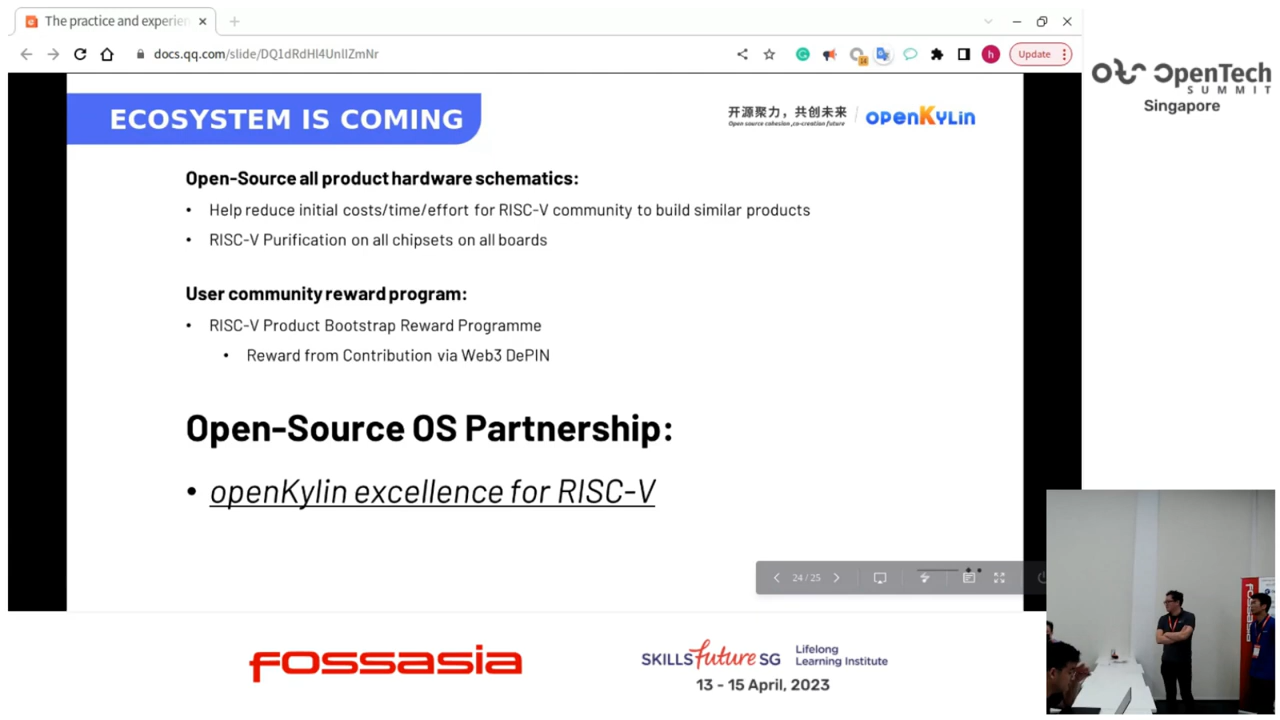 The practice and experien
docs.qq.com/slide/DQ1dRdHl4UnlIZmNr
Update
OpenTech
SUMMIT
Singapore
ECOSYSTEM IS COMING
开源聚力，共创未来
Open source cohesion ,co-creation future
openKylin
Open-Source all product hardware schematics:
• Help reduce initial costs/time/effort for RISC-V community to build similar products
• RISC-V Purification on all chipsets on all boards
User community reward program:
• RISC-V Product Bootstrap Reward Programme
• Reward from Contribution via Web3 DePIN
Open-Source OS Partnership:
• openKylin excellence for RISC-V
24 / 25
fossasia
SKILLSfuture SG
Lifelong
Learning Institute
13 - 15 April, 2023
fossasia